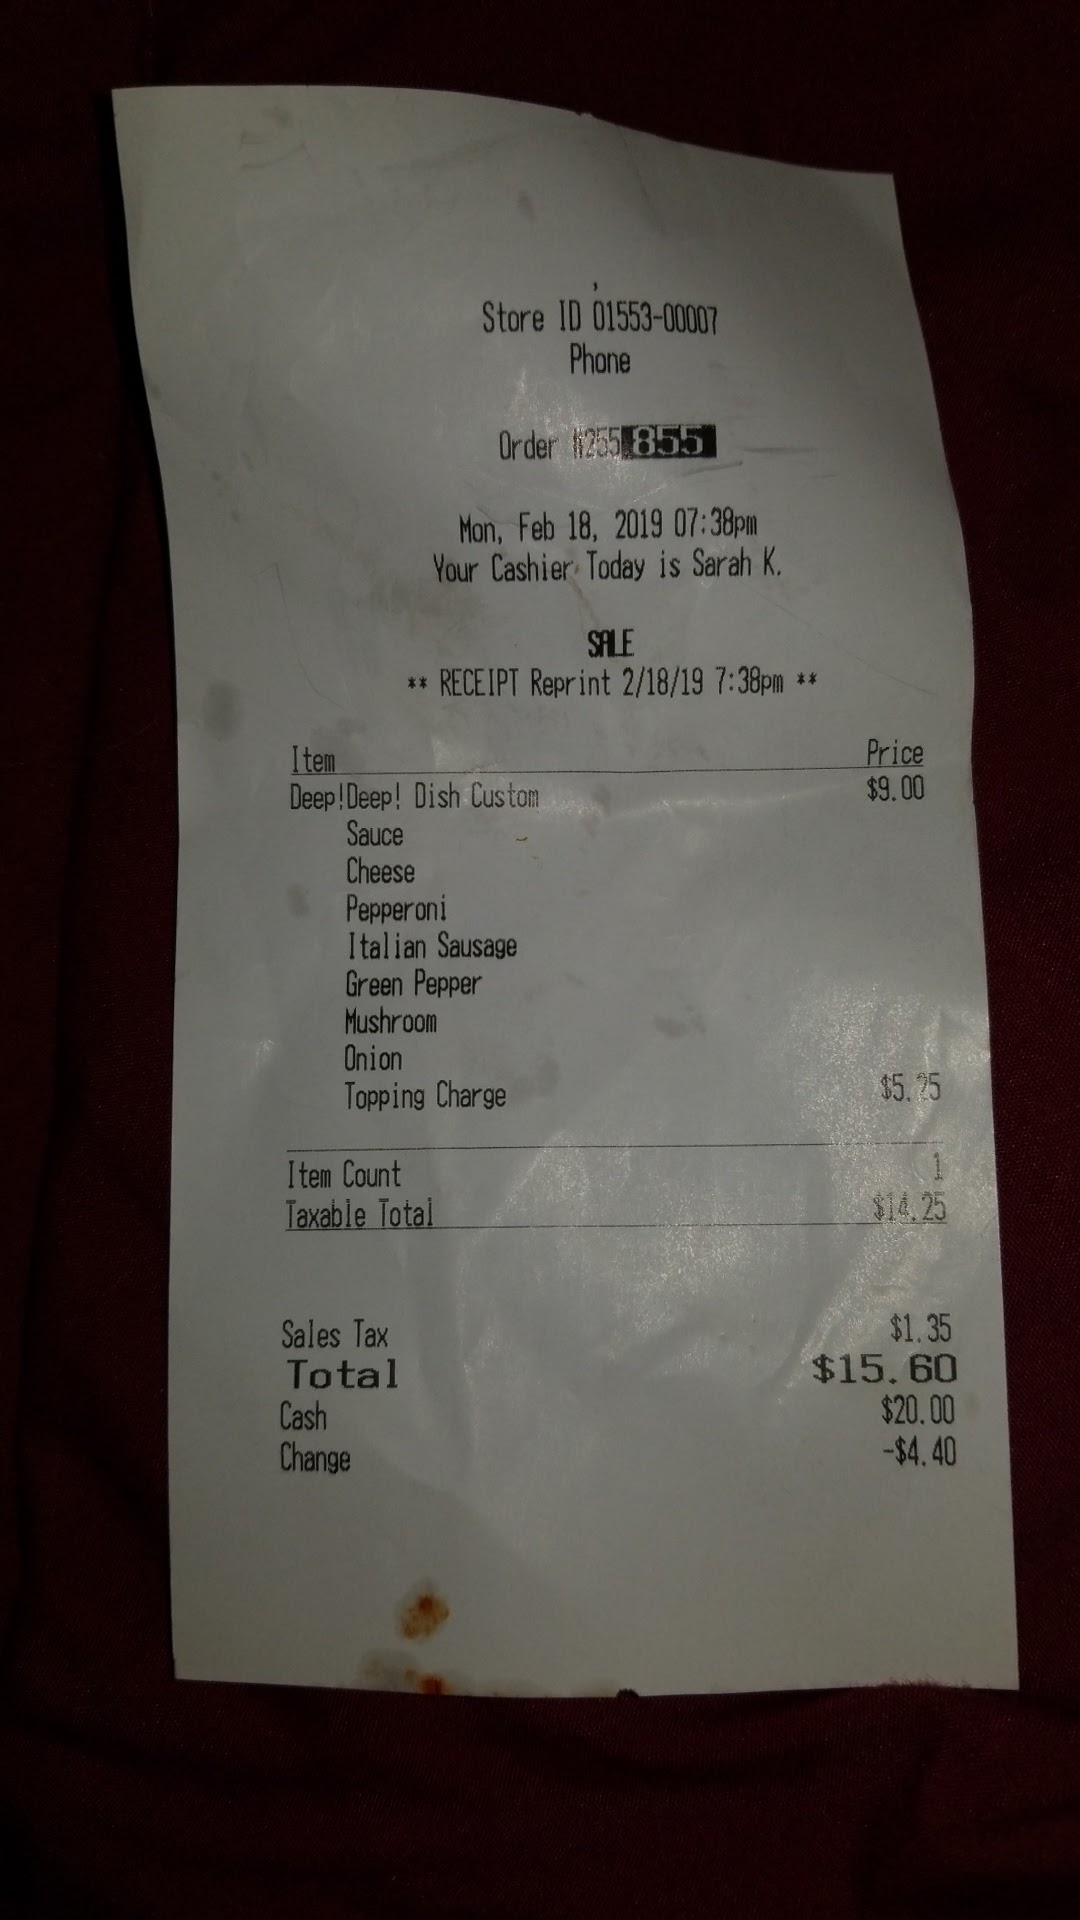 Store ID 01553-00007
Phone
Order #255855
Mon, Feb 18, 2019 07:38pm
Your Cashier Today is Sarah K.
SALE
** RECEIPT Reprint 2/18/19 7:38pm **
Item Price
Deep!Deep! Dish Custom $9.00
Sauce
Cheese
Pepperoni
Italian Sausage
Green Pepper
Mushroom
Onion
Topping Charge $5.25
Item Count 1
Taxable Total $14.25
Sales Tax $1.35
Total $15.60
Cash $20.00
Change -$4.40